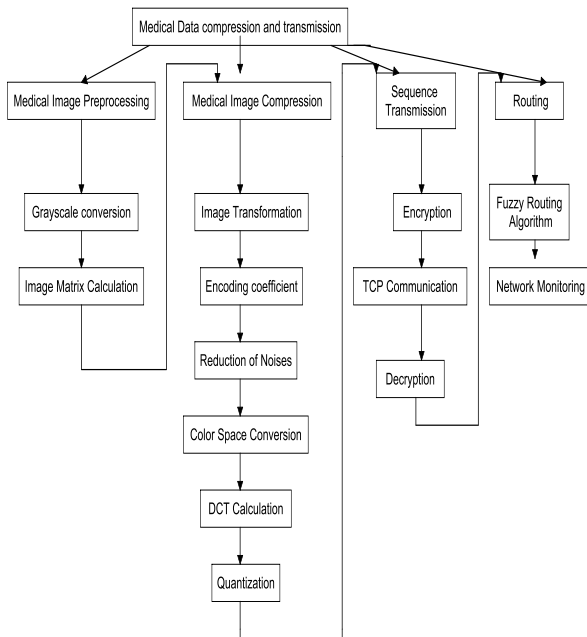 Medical Data compression and transmission
Medical Image Preprocessing
Grayscale conversion
Image Matrix Calculation
Medical Image Compression
Image Transformation
Encoding coefficient
Reduction of Noises
Color Space Conversion
DCT Calculation
Quantization
Sequence
Transmission
Encryption
TCP Communication
Decryption
Routing
Fuzzy Routing
Algorithm
Network Monitoring